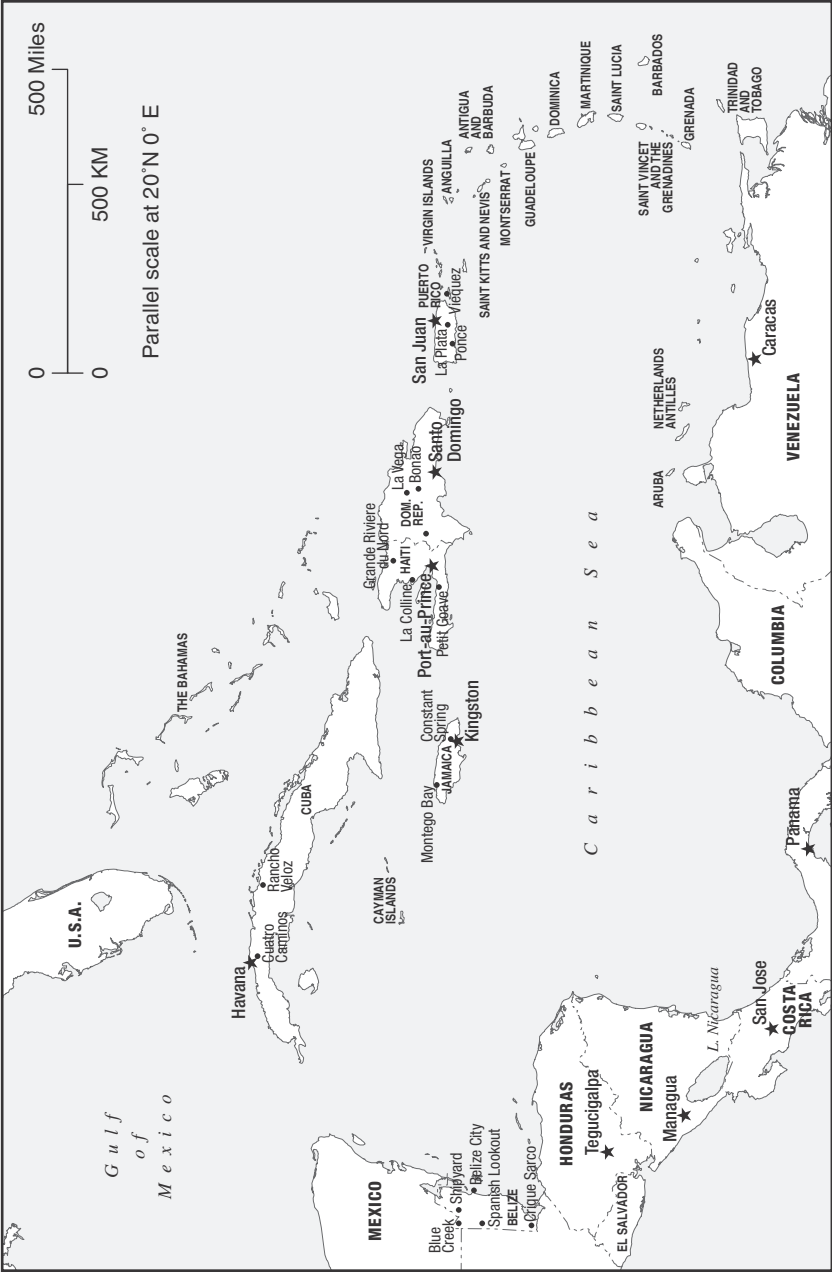 Gulf
of
Mexico
U.S.A.
THE BAHAMAS
0
500 Miles
0
500 KM
Parallel scale at 20˚N 0˚ E
Havana
Cuatro
Caminos
Rancho
Veloz
CUBA
CAYMAN
ISLANDS
Montego Bay
JAMAICA
Constant
Spring
Kingston
Grande Riviere
du Nord
La Colline
HAITI
Port-au-Prince
Petit Goave
DOM.
REP.
La Vega
Bonao
Santo
Domingo
San Juan
PUERTO
RICO
La Plata
Ponce
Viequez
VIRGIN ISLANDS
ANGUILLA
ANTIGUA
AND
BARBUDA
SAINT KITTS AND NEVIS
MONTSERRAT
GUADELOUPE
DOMINICA
MARTINIQUE
SAINT LUCIA
BARBADOS
SAINT VINCET
AND THE
GRENADINES
GRENADA
TRINIDAD
AND
TOBAGO
MEXICO
Blue
Creek
Shipyard
Belize City
Spanish Lookout
BELIZE
Crique Sarco
HONDURAS
Tegucigalpa
EL SALVADOR
NICARAGUA
Managua
L. Nicaragua
San Jose
COSTA
RICA
Panama
Caribbean Sea
ARUBA
NETHERLANDS
ANTILLES
COLUMBIA
VENEZUELA
Caracas